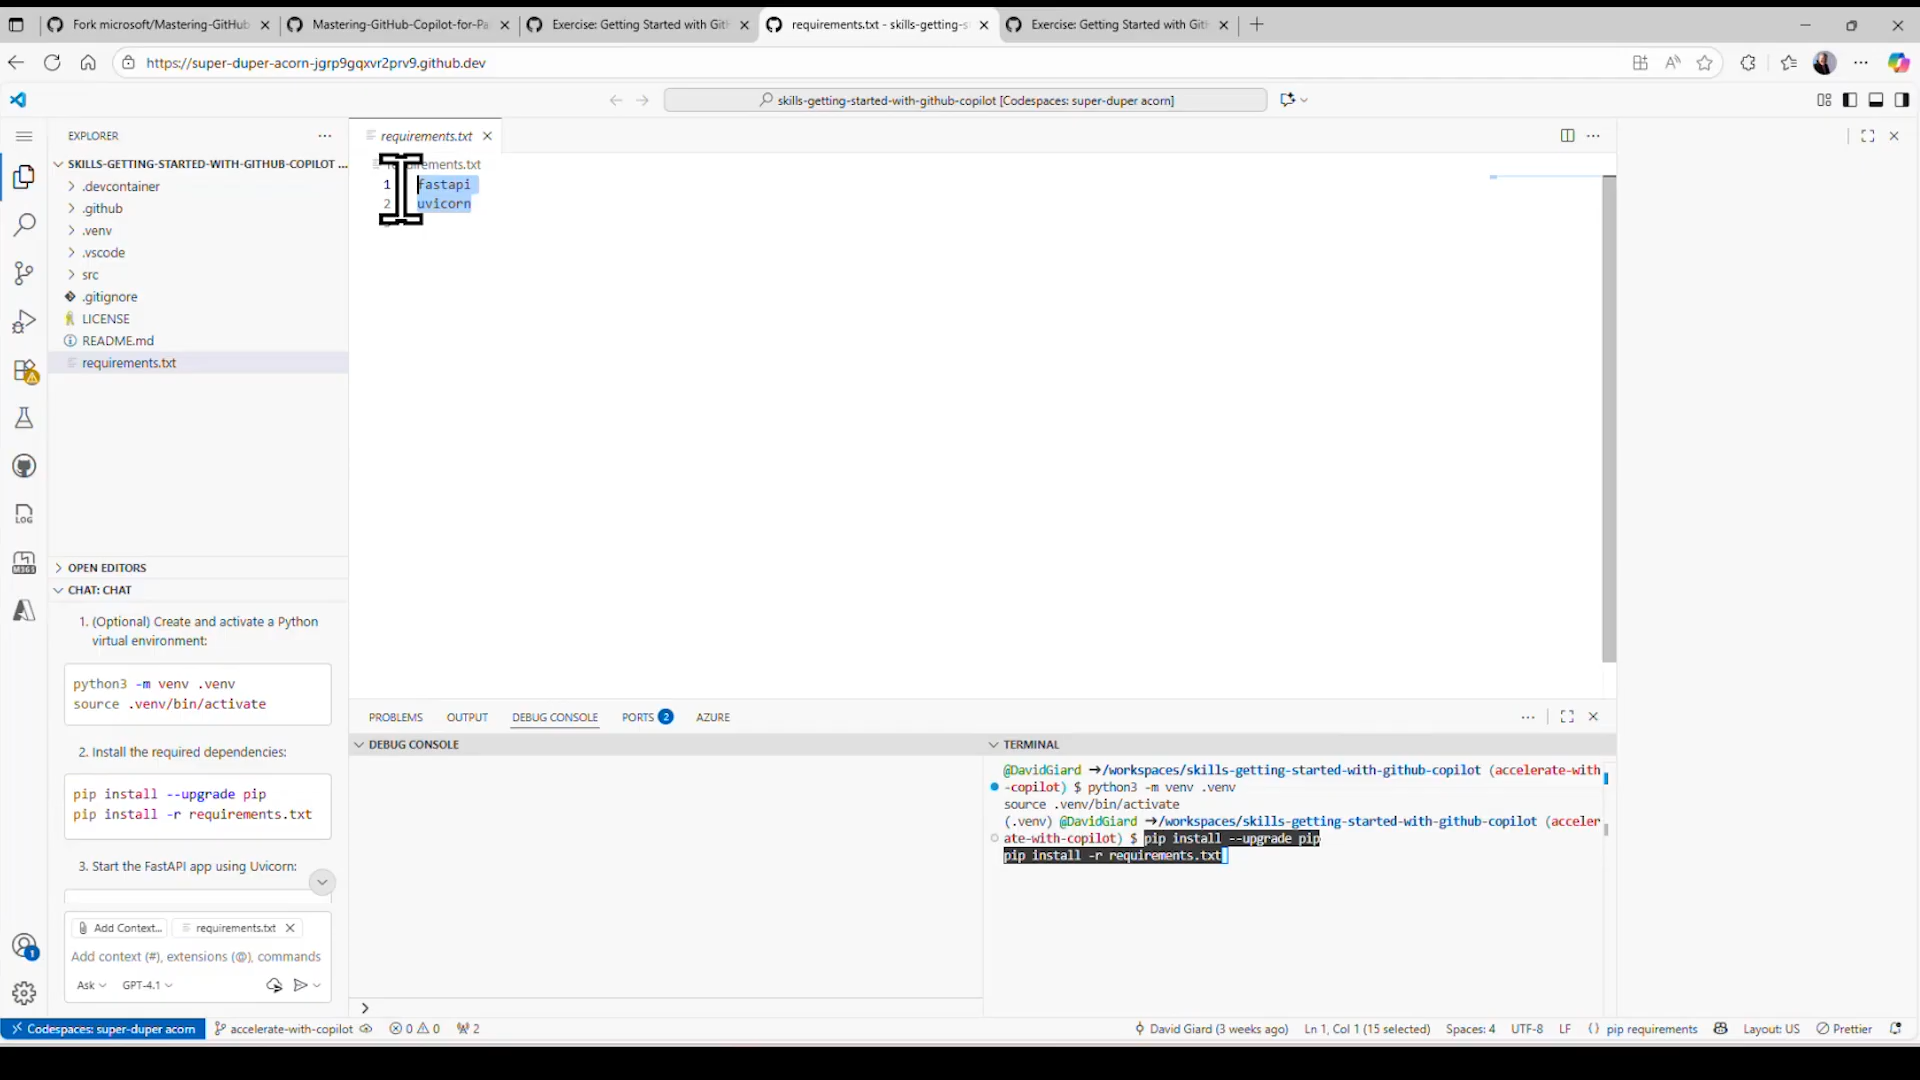 Fork microsoft/Mastering-GitHub
Mastering-GitHub-Copilot-for-Pa
Exercise: Getting Started with Git
requirements.txt - skills-getting-s
Exercise: Getting Started with Git
https://super-duper-acorn-jgrp9gqxvr2prv9.github.dev
skills-getting-started-with-github-copilot [Codespaces: super-duper acorn]
EXPLORER
requirements.txt
SKILLS-GETTING-STARTED-WITH-GITHUB-COPILOT ...
.devcontainer
.github
.venv
.vscode
src
.gitignore
LICENSE
README.md
requirements.txt
1 fastapi
2 uvicorn
OPEN EDITORS
CHAT: CHAT
1. (Optional) Create and activate a Python
virtual environment:
python3 -m venv .venv
source .venv/bin/activate
2. Install the required dependencies:
pip install --upgrade pip
pip install -r requirements.txt
3. Start the FastAPI app using Uvicorn:
Add Context...
requirements.txt
Add context (#), extensions (@), commands
Ask
GPT-4.1
PROBLEMS
OUTPUT
DEBUG CONSOLE
PORTS 2
AZURE
DEBUG CONSOLE
TERMINAL
@DavidGiard ➜/workspaces/skills-getting-started-with-github-copilot (accelerate-with
-copilot) $ python3 -m venv .venv
source .venv/bin/activate
(.venv) @DavidGiard ➜/workspaces/skills-getting-started-with-github-copilot (acceler
ate-with-copilot) $ pip install --upgrade pip
pip install -r requirements.txt
LOG
M365
1
Codespaces: super-duper acorn
accelerate-with-copilot
0
0
2
David Giard (3 weeks ago)
Ln 1, Col 1 (15 selected)
Spaces: 4
UTF-8
LF
pip requirements
Layout: US
Prettier